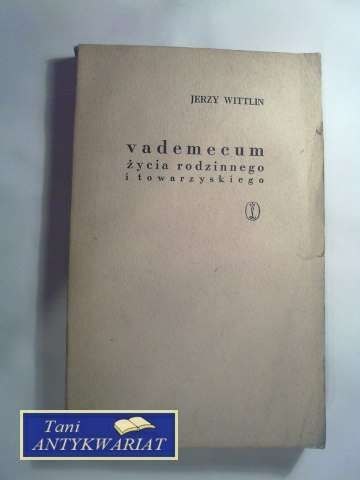 JERZY WITTLIN
vademecum
życia rodzinnego
i towarzyskiego
Tani
ANTYKWARIAT